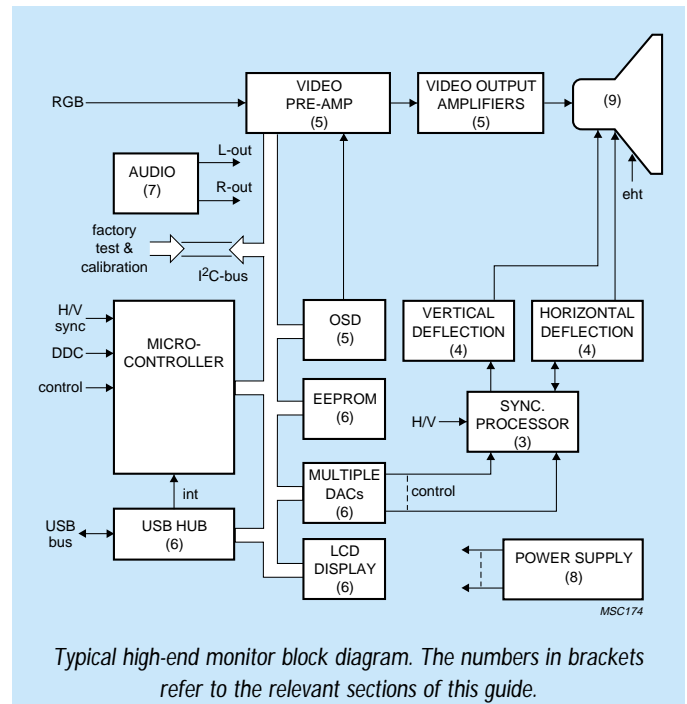 RGB
VIDEO
PRE-AMP
(5)
VIDEO OUTPUT
AMPLIFIERS
(5)
(9)
eht
AUDIO
(7)
L-out
R-out
factory
test &
calibration
I²C-bus
H/V
sync
DDC
control
MICRO-
CONTROLLER
int
USB
bus
USB HUB
(6)
OSD
(5)
EEPROM
(6)
MULTIPLE
DACs
(6)
control
LCD
DISPLAY
(6)
VERTICAL
DEFLECTION
(4)
HORIZONTAL
DEFLECTION
(4)
H/V
SYNC.
PROCESSOR
(3)
POWER SUPPLY
(8)
MSC174
Typical high-end monitor block diagram. The numbers in brackets
refer to the relevant sections of this guide.